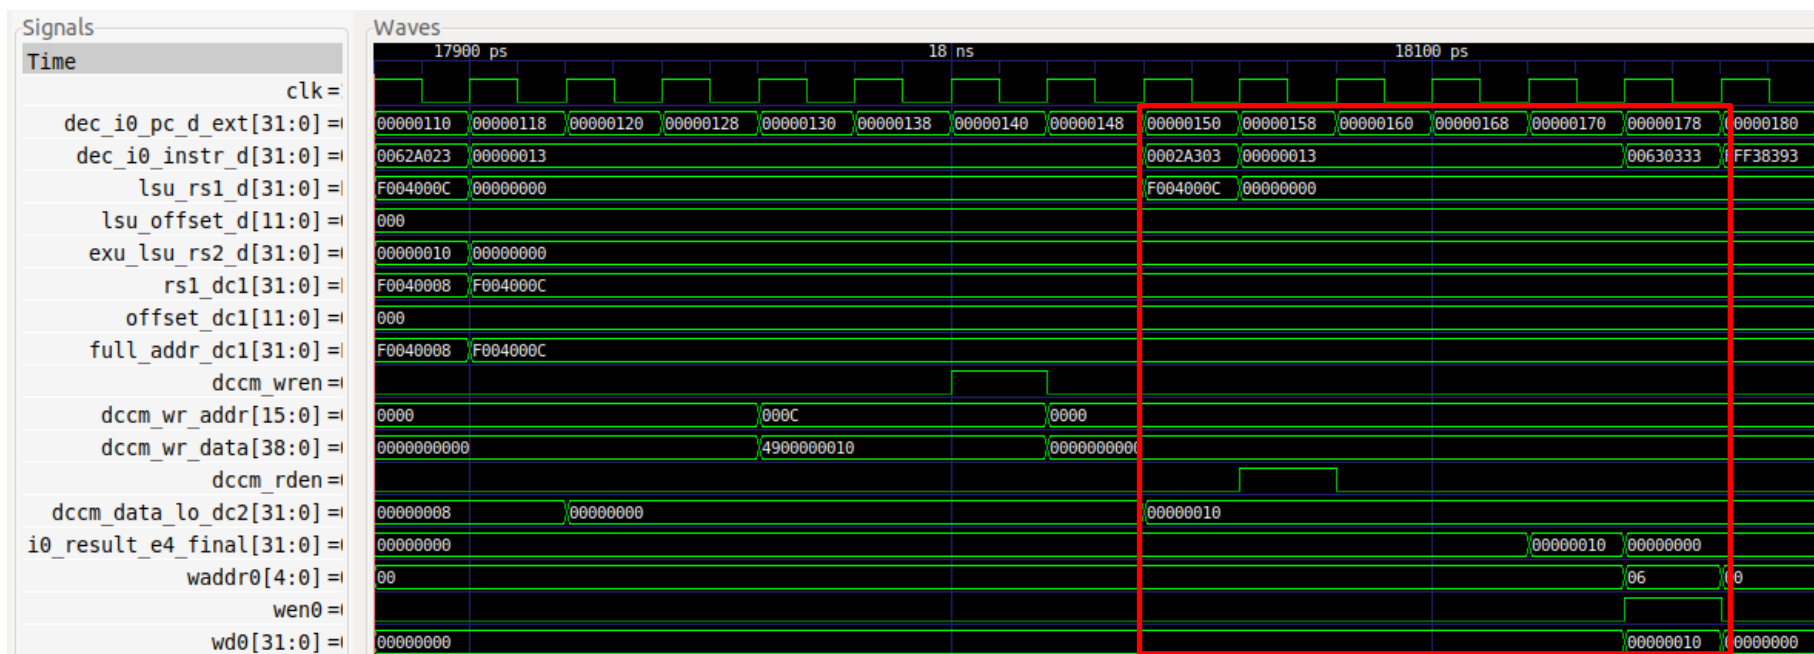 Signals Waves
Time 17900 ps 18 ns 18100 ps
clk =
dec_i0_pc_d_ext[31:0] = 00000110 00000118 00000120 00000128 00000130 00000138 00000140 00000148 00000150 00000158 00000160 00000168 00000170 00000178 00000180
dec_i0_instr_d[31:0] = 0062A023 00000013 0002A303 00000013 00630333 FFF38393
lsu_rs1_d[31:0] = F004000C 00000000 F004000C 00000000
lsu_offset_d[11:0] = 000
exu_lsu_rs2_d[31:0] = 00000010 00000000
rs1_dc1[31:0] = F0040008 F004000C
offset_dc1[11:0] = 000
full_addr_dc1[31:0] = F0040008 F004000C
dccm_wren =
dccm_wr_addr[15:0] = 0000 000C 0000
dccm_wr_data[38:0] = 0000000000 4900000010 0000000000
dccm_rden =
dccm_data_lo_dc2[31:0] = 00000008 00000000 00000010
i0_result_e4_final[31:0] = 00000000 00000010 00000000
waddr0[4:0] = 00 06 00
wen0 =
wd0[31:0] = 00000000 00000010 00000000